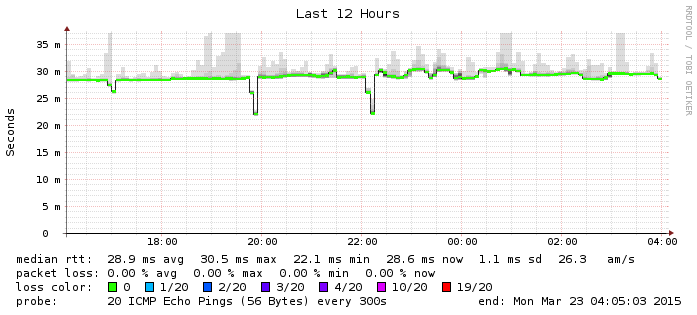 Last 12 Hours
RRDTOOL / TOBI OETIKER
Seconds
35 m
30 m
25 m
20 m
15 m
10 m
5 m
0
18:00 20:00 22:00 00:00 02:00 04:00
median rtt: 28.9 ms avg 30.5 ms max 22.1 ms min 28.6 ms now 1.1 ms sd 26.3 am/s
packet loss: 0.00 % avg 0.00 % max 0.00 % min 0.00 % now
loss color: 0 1/20 2/20 3/20 4/20 10/20 19/20
probe: 20 ICMP Echo Pings (56 Bytes) every 300s end: Mon Mar 23 04:05:03 2015